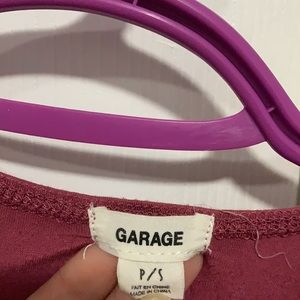 GARAGE
P/S
FAIT EN CHINE
MADE IN CHINA